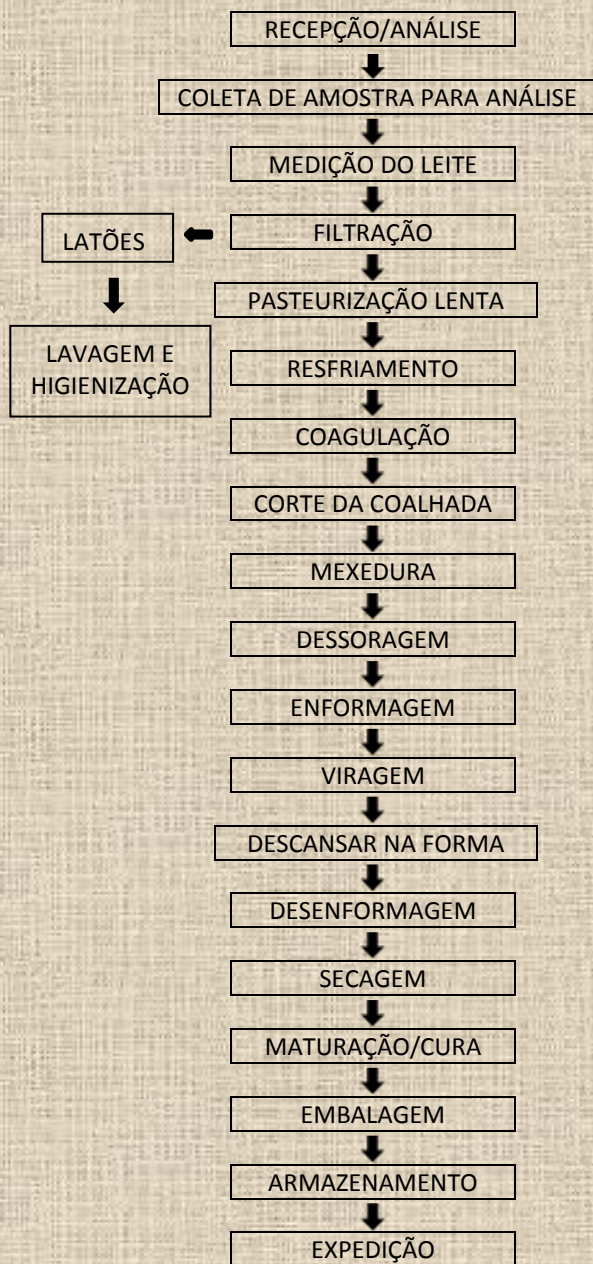 RECEPÇÃO/ANÁLISE
COLETA DE AMOSTRA PARA ANÁLISE
MEDIÇÃO DO LEITE
FILTRAÇÃO
LATÕES
LAVAGEM E
HIGIENIZAÇÃO
PASTEURIZAÇÃO LENTA
RESFRIAMENTO
COAGULAÇÃO
CORTE DA COALHADA
MEXEDURA
DESSORAGEM
ENFORMAGEM
VIRAGEM
DESCANSAR NA FORMA
DESENFORMAGEM
SECAGEM
MATURAÇÃO/CURA
EMBALAGEM
ARMAZENAMENTO
EXPEDIÇÃO